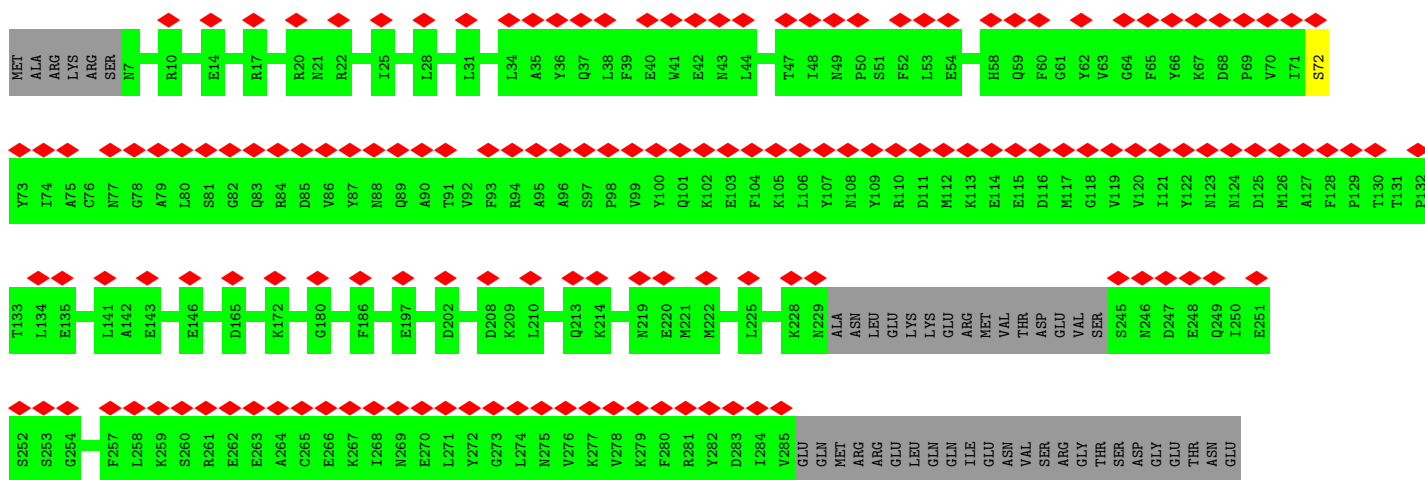 MET ALA ARG LYS ARG SER N7 R10 E14 R17 R20 N21 R22 I25 L28 L31 L34 A35 Y36 Q37 L38 F39 E40 W41 E42 N43 L44 T47 I48 N49 P50 S51 F52 L53 E54 H58 Q59 F60 G61 Y62 V63 G64 F65 Y66 K67 D68 P69 V70 I71 S72
Y73 I74 A75 C76 N77 G78 A79 L80 S81 G82 Q83 R84 D85 V86 Y87 N88 Q89 A90 T91 V92 F93 R94 A95 A96 S97 P98 V99 Y100 Q101 K102 E103 F104 K105 L106 Y107 N108 Y109 R110 D111 M112 K113 E114 E115 D116 M117 G118 V119 V120 I121 Y122 N123 N124 D125 M126 A127 F128 P129 T130 T131 P132
T133 L134 E135 L141 A142 E143 E146 D165 K172 G180 F186 E197 D202 D208 K209 L210 Q213 K214 N219 E220 M221 M222 L225 K228 N229 ALA ASN LEU GLU LYS LYS GLU ARG MET VAL THR ASP GLU VAL SER S245 N246 D247 E248 Q249 I250 E251
S252 S253 G254 F257 L258 K259 S260 R261 E262 E263 A264 C265 E266 K267 I268 N269 E270 L271 Y272 G273 L274 N275 V276 K277 V278 K279 F280 R281 Y282 D283 I284 V285 GLU GLN MET ARG ARG GLU LEU GLN GLN ILE GLU ASN VAL SER ARG GLY THR SER ASP GLY GLU THR ASN GLU